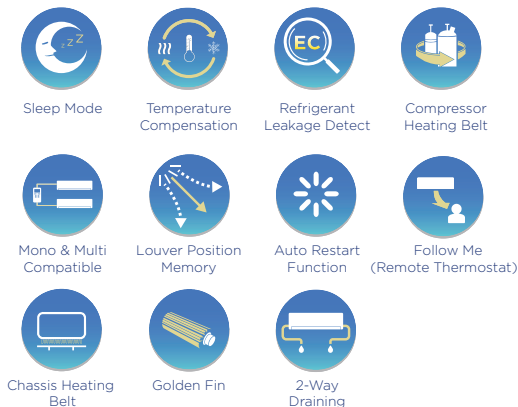 zzZ
EC
Sleep Mode
Temperature
Compensation
Refrigerant
Leakage Detect
Compressor
Heating Belt
Mono & Multi
Compatible
Louver Position
Memory
Auto Restart
Function
Follow Me
(Remote Thermostat)
Chassis Heating
Belt
Golden Fin
2-Way
Draining